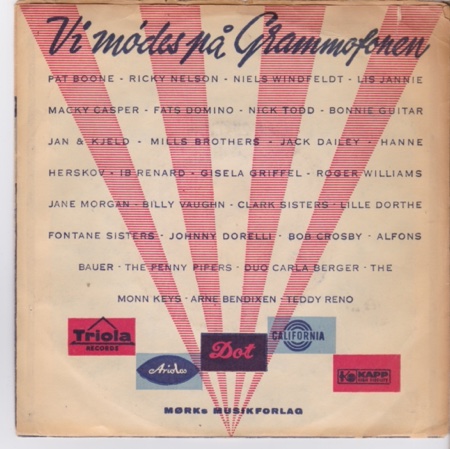 Vi mødes på Grammofonen
PAT BOONE - RICKY NELSON - NIELS WINDFELDT - LIS JANNIE
MACKY CASPER - FATS DOMINO - NICK TODD - BONNIE GUITAR
JAN & KJELD - MILLS BROTHERS - JACK DAILEY - HANNE
HERSKOV - IB RENARD - GISELA GRIFFEL - ROGER WILLIAMS
JANE MORGAN - BILLY VAUGHN - CLARK SISTERS - LILLE DORTHE
FONTANE SISTERS - JOHNNY DORELLI - BOB CROSBY - ALFONS
BAUER - THE PENNY PIPERS - DUO CARLA BERGER - THE
MONN KEYS - ARNE BENDIXEN - TEDDY RENO
Triola
RECORDS
Ariola
Dot
CALIFORNIA
KAPP
MØRKs MUSIKFORLAG